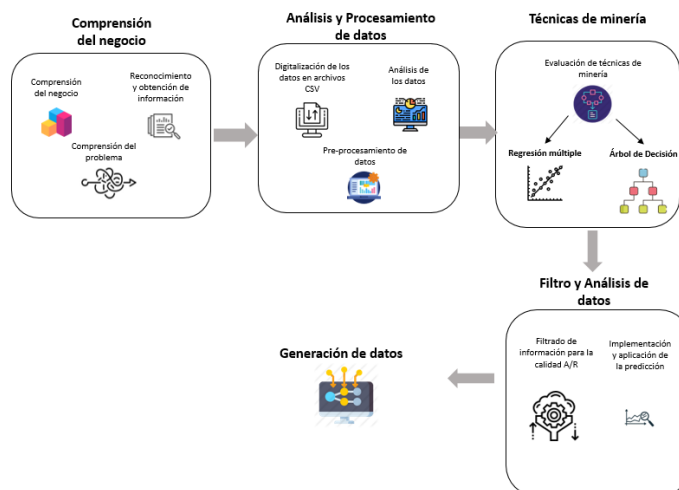 Comprensión
del negocio
Comprensión
del negocio
Reconocimiento
y obtención de
información
Comprensión del
problema
Análisis y Procesamiento
de datos
Digitalización de los
datos en archivos
CSV
Análisis de
los datos
Pre-procesamiento de
datos
Técnicas de minería
Evaluación de técnicas de
minería
Regresión múltiple
Árbol de Decisión
Filtro y Análisis de
datos
Filtrado de
información para la
calidad A/R
Implementación
y aplicación de
la predicción
Generación de datos